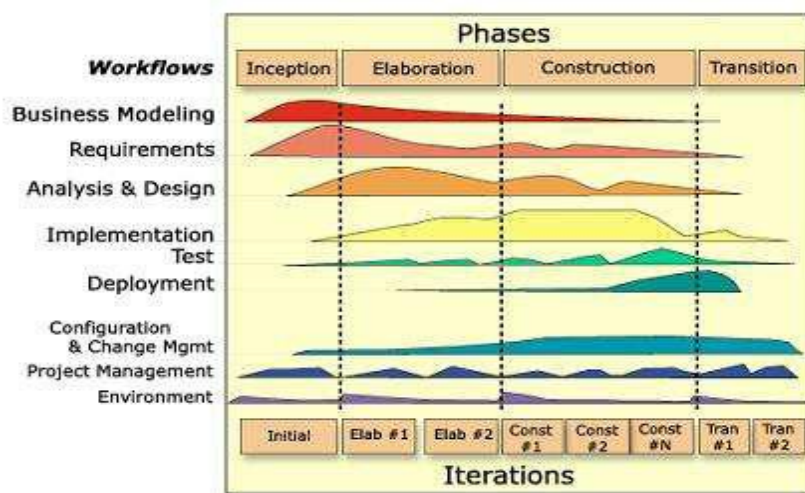 Phases
Workflows
Inception
Elaboration
Construction
Transition
Business Modeling
Requirements
Analysis & Design
Implementation
Test
Deployment
Configuration
& Change Mgmt
Project Management
Environment
Initial
Elab #1
Elab #2
Const
#1
Const
#2
Const
#N
Tran
#1
Tran
#2
Iterations